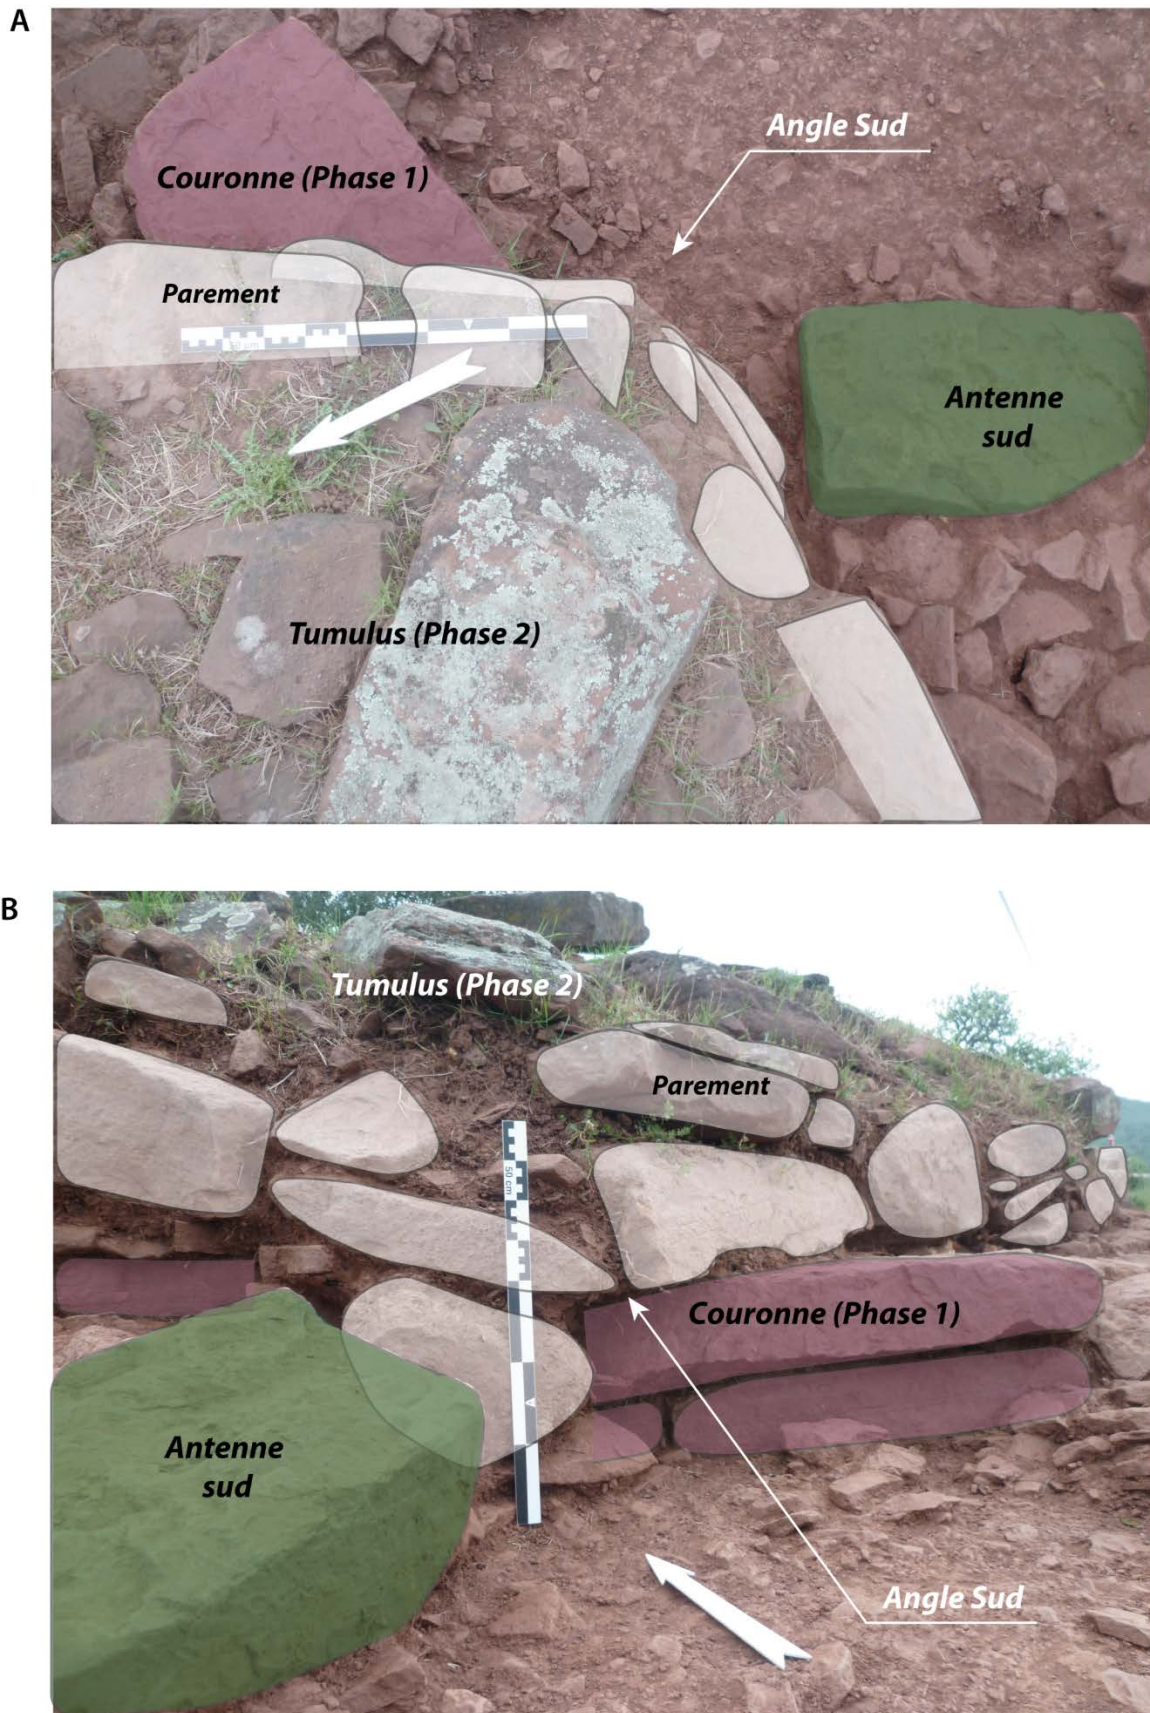 A
Angle Sud
Couronne (Phase 1)
Parement
Antenne
sud
Tumulus (Phase 2)
B
Tumulus (Phase 2)
Parement
50 cm
Couronne (Phase 1)
Antenne
sud
Angle Sud